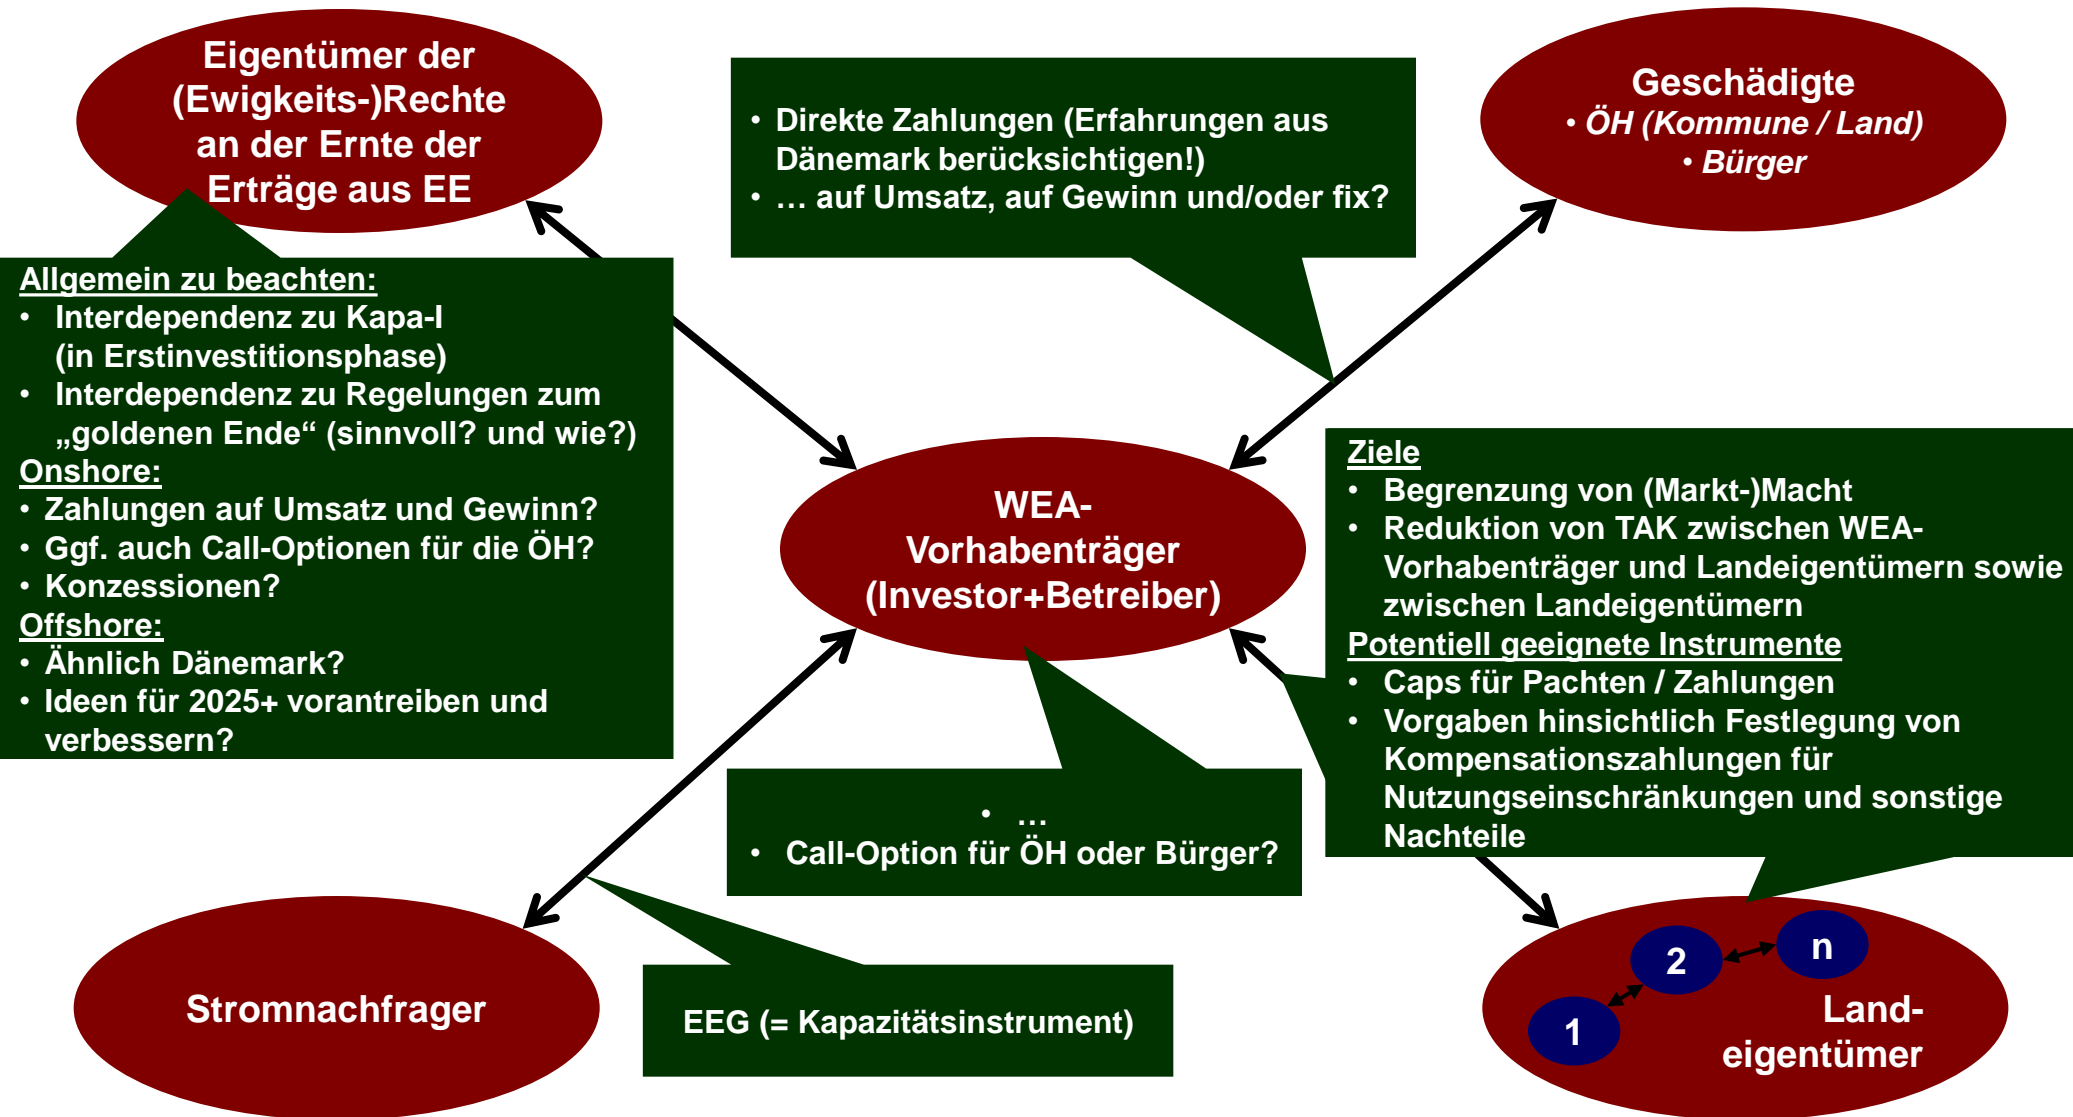 Eigentümer der
(Ewigkeits-)Rechte
an der Ernte der
Erträge aus EE
• Direkte Zahlungen (Erfahrungen aus
Dänemark berücksichtigen!)
• … auf Umsatz, auf Gewinn und/oder fix?
Geschädigte
• ÖH (Kommune / Land)
• Bürger
Allgemein zu beachten:
• Interdependenz zu Kapa-I
(in Erstinvestitionsphase)
• Interdependenz zu Regelungen zum
„goldenen Ende“ (sinnvoll? und wie?)
Onshore:
• Zahlungen auf Umsatz und Gewinn?
• Ggf. auch Call-Optionen für die ÖH?
• Konzessionen?
Offshore:
• Ähnlich Dänemark?
• Ideen für 2025+ vorantreiben und
verbessern?
WEA-
Vorhabenträger
(Investor+Betreiber)
Ziele
• Begrenzung von (Markt-)Macht
• Reduktion von TAK zwischen WEA-
Vorhabenträger und Landeigentümern sowie
zwischen Landeigentümern
Potentiell geeignete Instrumente
• Caps für Pachten / Zahlungen
• Vorgaben hinsichtlich Festlegung von
Kompensationszahlungen für
Nutzungseinschränkungen und sonstige
Nachteile
• …
• Call-Option für ÖH oder Bürger?
Stromnachfrager
EEG (= Kapazitätsinstrument)
1
2
n
Land-
eigentümer